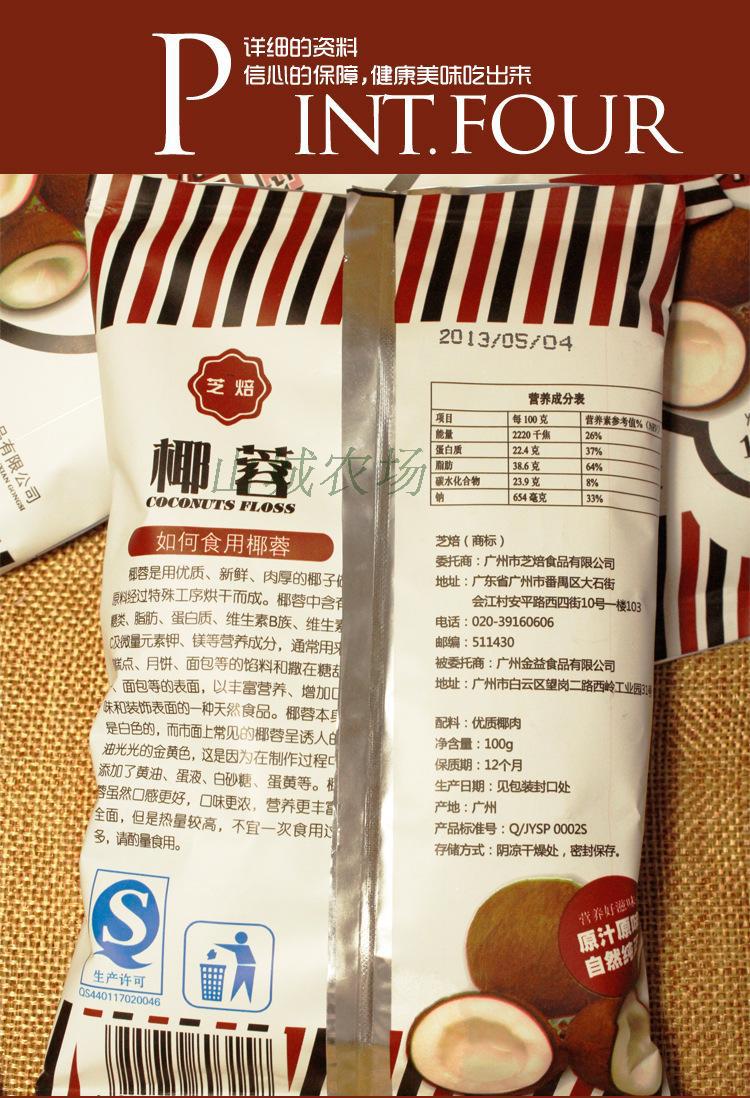 详细的资料
信心的保障,健康美味吃出来
P INT.FOUR
2013/05/04
芝焙
椰蓉
COCONUTS FLOSS
山城农场
如何食用椰蓉
椰蓉是用优质、新鲜、肉厚的椰子
原料经过特殊工序烘干而成。椰蓉中含有
糖类、脂肪、蛋白质、维生素B族、维生素
C及微量元素钾、镁等营养成分，通常用来
糕点、月饼、面包等的馅料和撒在糖
、面包等的表面，以丰富营养、增加口
味和装饰表面的一种天然食品。椰蓉本身
是白色的，而市面上常见的椰蓉呈诱人的
油光光的金黄色，这是因为在制作过程中
添加了黄油、蛋液、白砂糖、蛋黄等。椰
蓉虽然口感更好，口味更浓，营养更丰富
全面，但是热量较高，不宜一次食用过
多，请酌量食用。
生产许可
QS440117020046
营养成分表
项目 每100克 营养素参考值%
能量 2220千焦 26%
蛋白质 22.4克 37%
脂肪 38.6克 64%
碳水化合物 23.9克 8%
钠 654毫克 33%
芝焙（商标）
委托商：广州市芝焙食品有限公司
地址：广东省广州市番禺区大石街
会江村安平路西四街10号一楼103
电话：020-39160606
邮编：511430
被委托商：广州金益食品有限公司
地址：广州市白云区望岗二路西岭工业园31号
配料：优质椰肉
净含量：100g
保质期：12个月
生产日期：见包装封口处
产地：广州
产品标准号：Q/JYSP 0002S
存储方式：阴凉干燥处，密封保存。
营养好滋味
原汁原味
自然纯
品有限公司